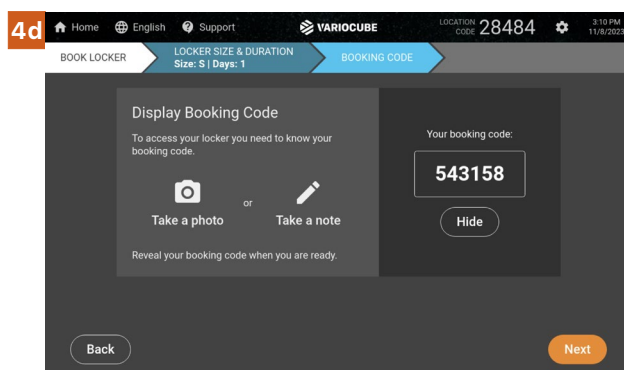 4d
Home English Support VARIOCUBE LOCATION CODE 28484 3:10 PM 11/8/2023
BOOK LOCKER
LOCKER SIZE & DURATION
Size: S | Days: 1
BOOKING CODE
Display Booking Code
To access your locker you need to know your
booking code.
Take a photo
or
Take a note
Reveal your booking code when you are ready.
Your booking code:
543158
Hide
Back
Next